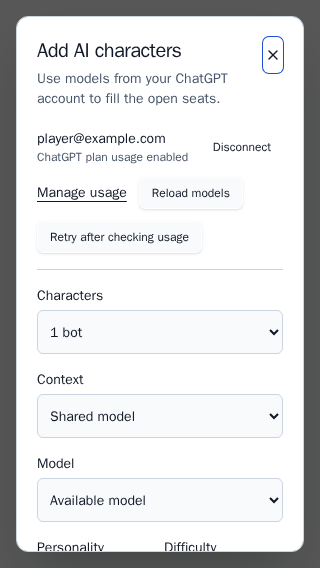 Add AI characters
Use models from your ChatGPT
account to fill the open seats.
player@example.com
ChatGPT plan usage enabled
Disconnect
Manage usage
Reload models
Retry after checking usage
Characters
1 bot
Context
Shared model
Model
Available model
Personality Difficulty